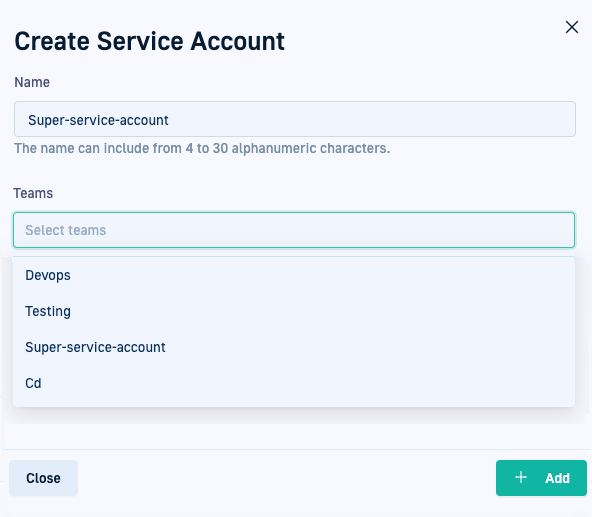 Create Service Account
Name
Super-service-account
The name can include from 4 to 30 alphanumeric characters.
Teams
Select teams
Devops
Testing
Super-service-account
Cd
Close
Add